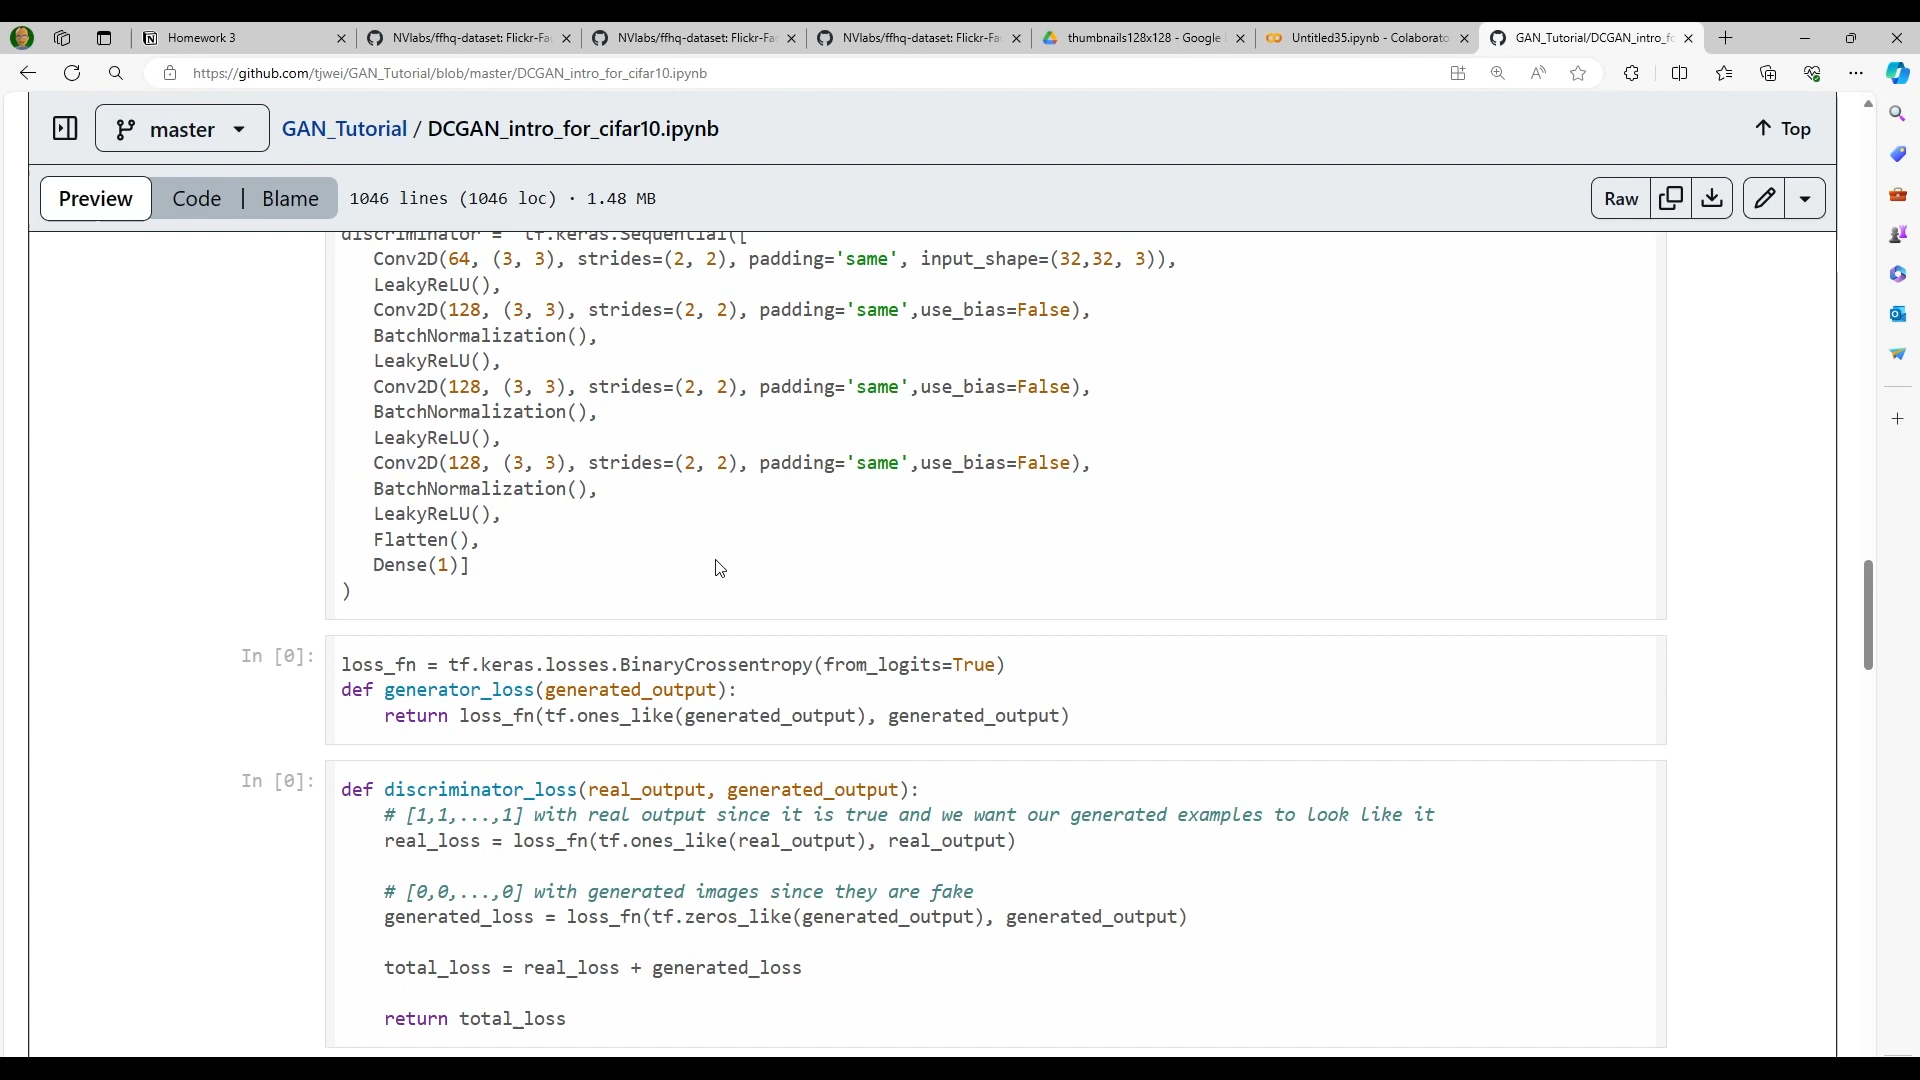 Homework 3
NVlabs/ffhq-dataset: Flickr-Fa
NVlabs/ffhq-dataset: Flickr-Fa
NVlabs/ffhq-dataset: Flickr-Fa
thumbnails128x128 - Google
Untitled35.ipynb - Colaborato
GAN_Tutorial/DCGAN_intro_fo
https://github.com/tjwei/GAN_Tutorial/blob/master/DCGAN_intro_for_cifar10.ipynb
master
GAN_Tutorial / DCGAN_intro_for_cifar10.ipynb
Top
Preview
Code
Blame
1046 lines (1046 loc) · 1.48 MB
Raw
discriminator = tf.keras.Sequential([
Conv2D(64, (3, 3), strides=(2, 2), padding='same', input_shape=(32,32, 3)),
LeakyReLU(),
Conv2D(128, (3, 3), strides=(2, 2), padding='same',use_bias=False),
BatchNormalization(),
LeakyReLU(),
Conv2D(128, (3, 3), strides=(2, 2), padding='same',use_bias=False),
BatchNormalization(),
LeakyReLU(),
Conv2D(128, (3, 3), strides=(2, 2), padding='same',use_bias=False),
BatchNormalization(),
LeakyReLU(),
Flatten(),
Dense(1)]
)
In [0]:
loss_fn = tf.keras.losses.BinaryCrossentropy(from_logits=True)
def generator_loss(generated_output):
return loss_fn(tf.ones_like(generated_output), generated_output)
In [0]:
def discriminator_loss(real_output, generated_output):
# [1,1,...,1] with real output since it is true and we want our generated examples to look like it
real_loss = loss_fn(tf.ones_like(real_output), real_output)
# [0,0,...,0] with generated images since they are fake
generated_loss = loss_fn(tf.zeros_like(generated_output), generated_output)
total_loss = real_loss + generated_loss
return total_loss